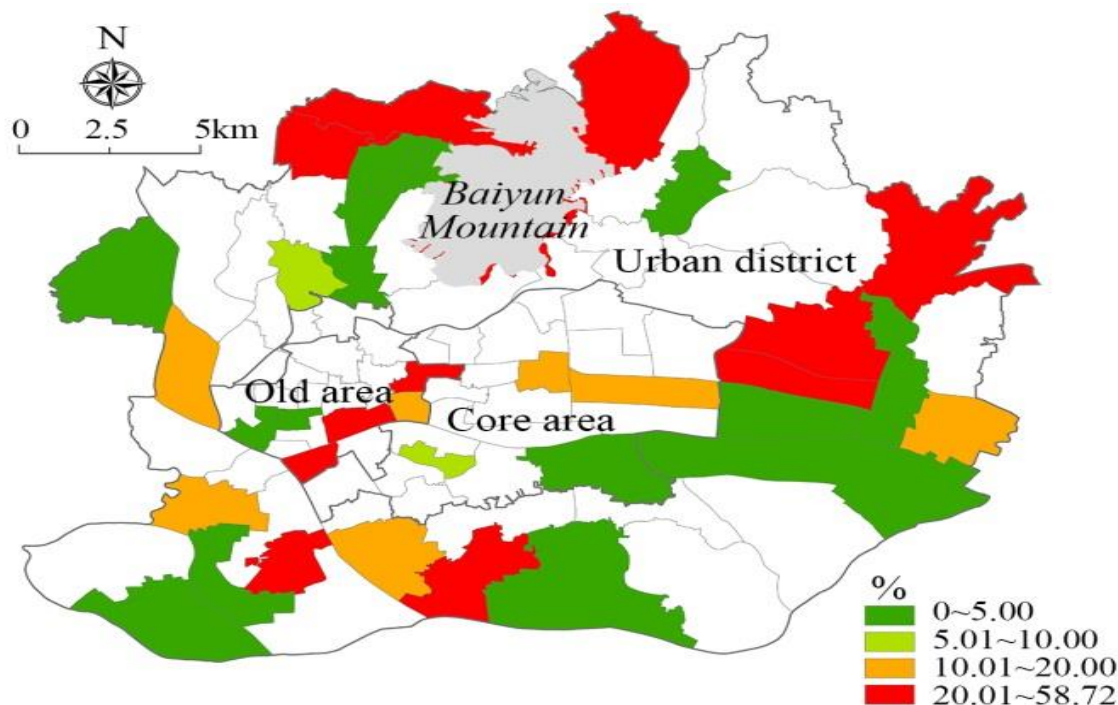 N
0 2.5 5km
Baiyun
Mountain
Urban district
Old area
Core area
%
0~5.00
5.01~10.00
10.01~20.00
20.01~58.72